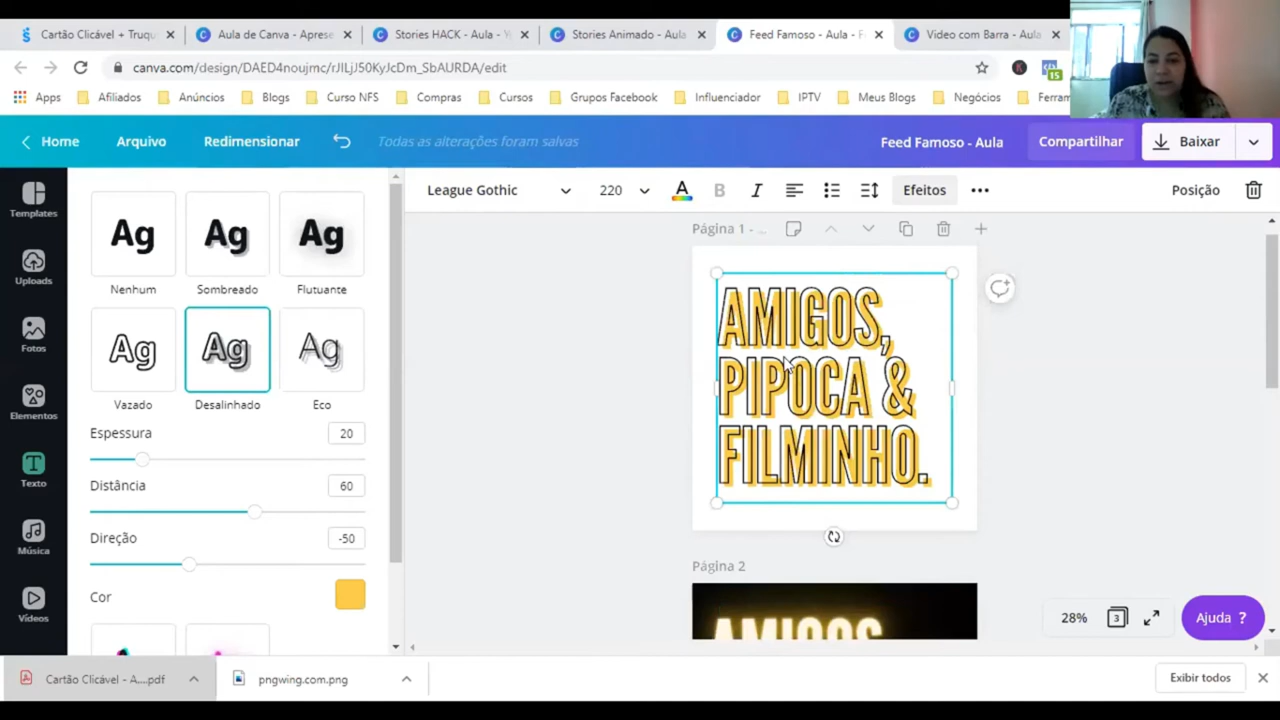 Cartão Clicável + Truqu
Aula de Canva - Aprese
Stories HACK - Aula - Y
Stories Animado - Aula
Feed Famoso - Aula - F
Video com Barra - Aula
canva.com/design/DAED4noujmc/rJILjJ50KyJcDm_SbAURDA/edit
K
15
Apps
Afiliados
Anúncios
Blogs
Curso NFS
Compras
Cursos
Grupos Facebook
Influenciador
IPTV
Meus Blogs
Negócios
Ferram
Home
Arquivo
Redimensionar
Todas as alterações foram salvas
Feed Famoso - Aula
Compartilhar
Baixar
League Gothic
220
A
B
I
Efeitos
Posição
Templates
Uploads
Fotos
Elementos
Texto
Música
Vídeos
Ag
Nenhum
Ag
Sombreado
Ag
Flutuante
Ag
Vazado
Ag
Desalinhado
Ag
Eco
Espessura
20
Distância
60
Direção
-50
Cor
Página 1 - ...
AMIGOS,
PIPOCA &
FILMINHO.
Página 2
AMIGOS
28%
3
Ajuda ?
Cartão Clicável - A....pdf
pngwing.com.png
Exibir todos